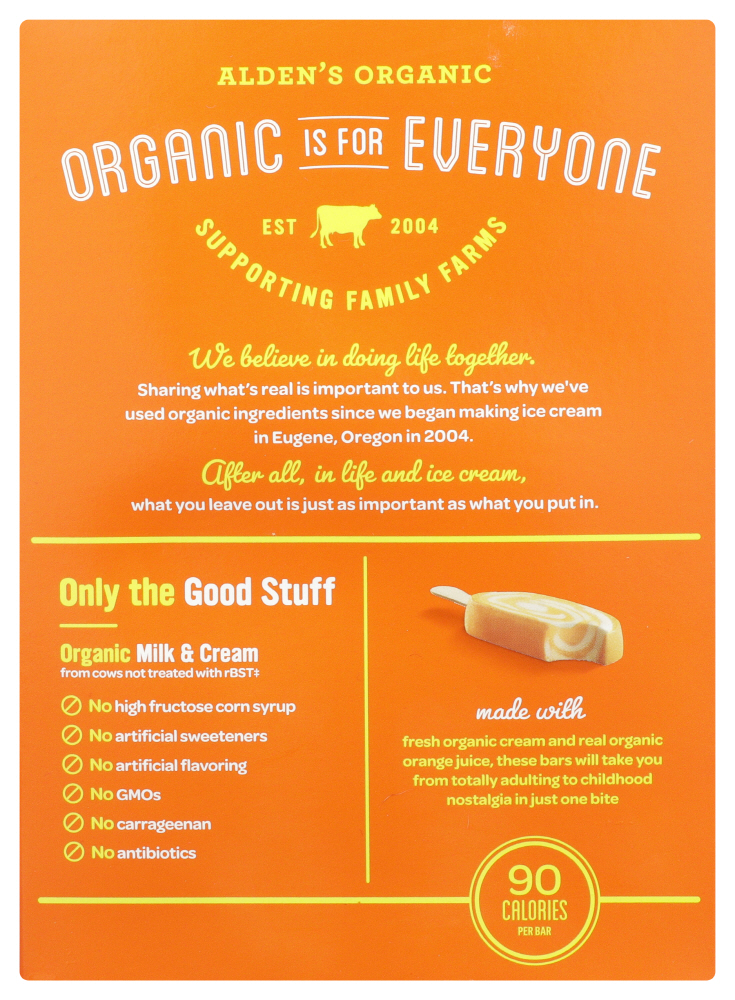 ALDEN'S ORGANIC
ORGANIC IS FOR EVERYONE
EST 2004
SUPPORTING FAMILY FARMS
We believe in doing life together.
Sharing what's real is important to us. That's why we've
used organic ingredients since we began making ice cream
in Eugene, Oregon in 2004.
After all, in life and ice cream,
what you leave out is just as important as what you put in.
Only the Good Stuff
Organic Milk & Cream
from cows not treated with rBST‡
No high fructose corn syrup
No artificial sweeteners
No artificial flavoring
No GMOs
No carrageenan
No antibiotics
made with
fresh organic cream and real organic
orange juice, these bars will take you
from totally adulting to childhood
nostalgia in just one bite
90
CALORIES
PER BAR